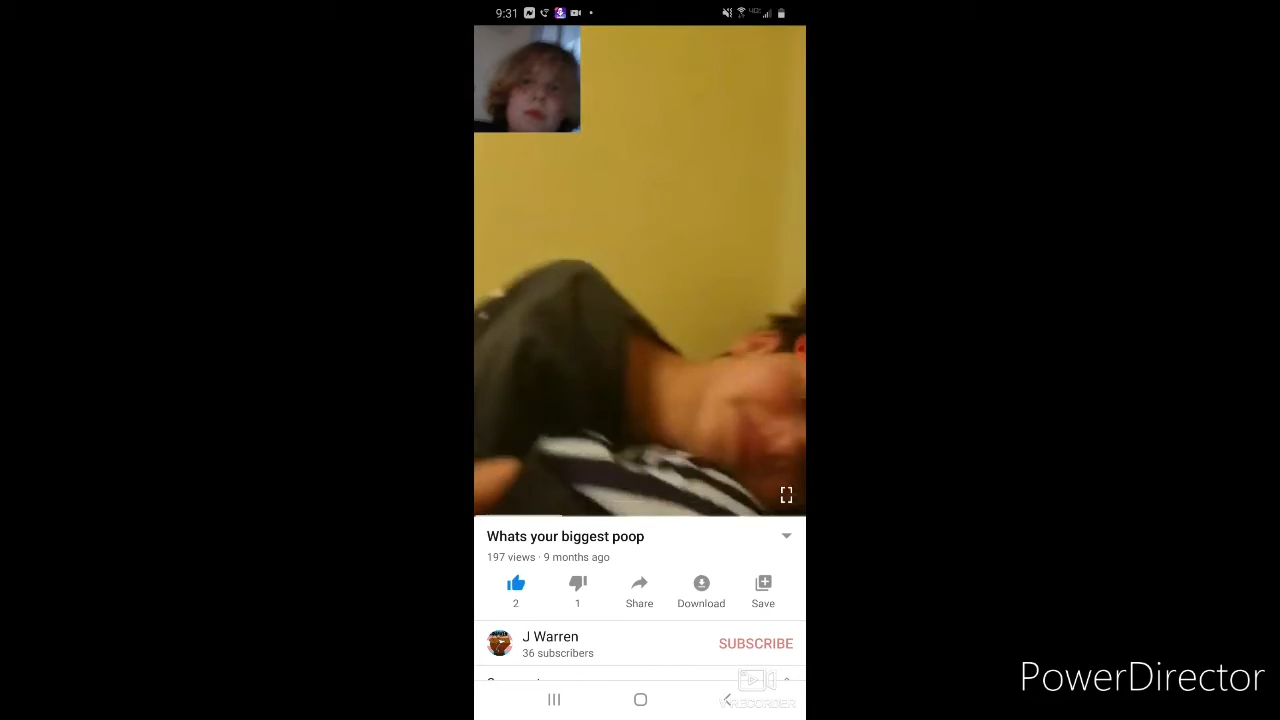 9:31
Whats your biggest poop
197 views · 9 months ago
2
1
Share
Download
Save
J Warren
36 subscribers
SUBSCRIBE
PowerDirector